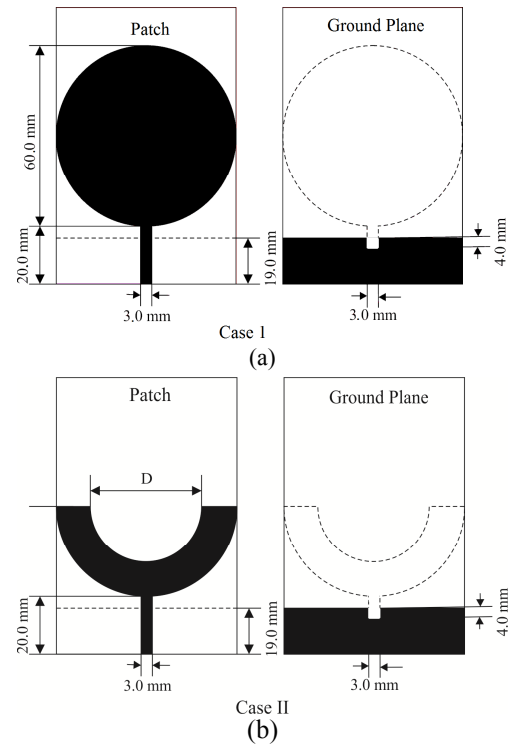 Patch
Ground Plane
60.0 mm
20.0 mm
19.0 mm
4.0 mm
3.0 mm
3.0 mm
Case 1
(a)
Patch
Ground Plane
D
20.0 mm
19.0 mm
4.0 mm
3.0 mm
3.0 mm
Case II
(b)